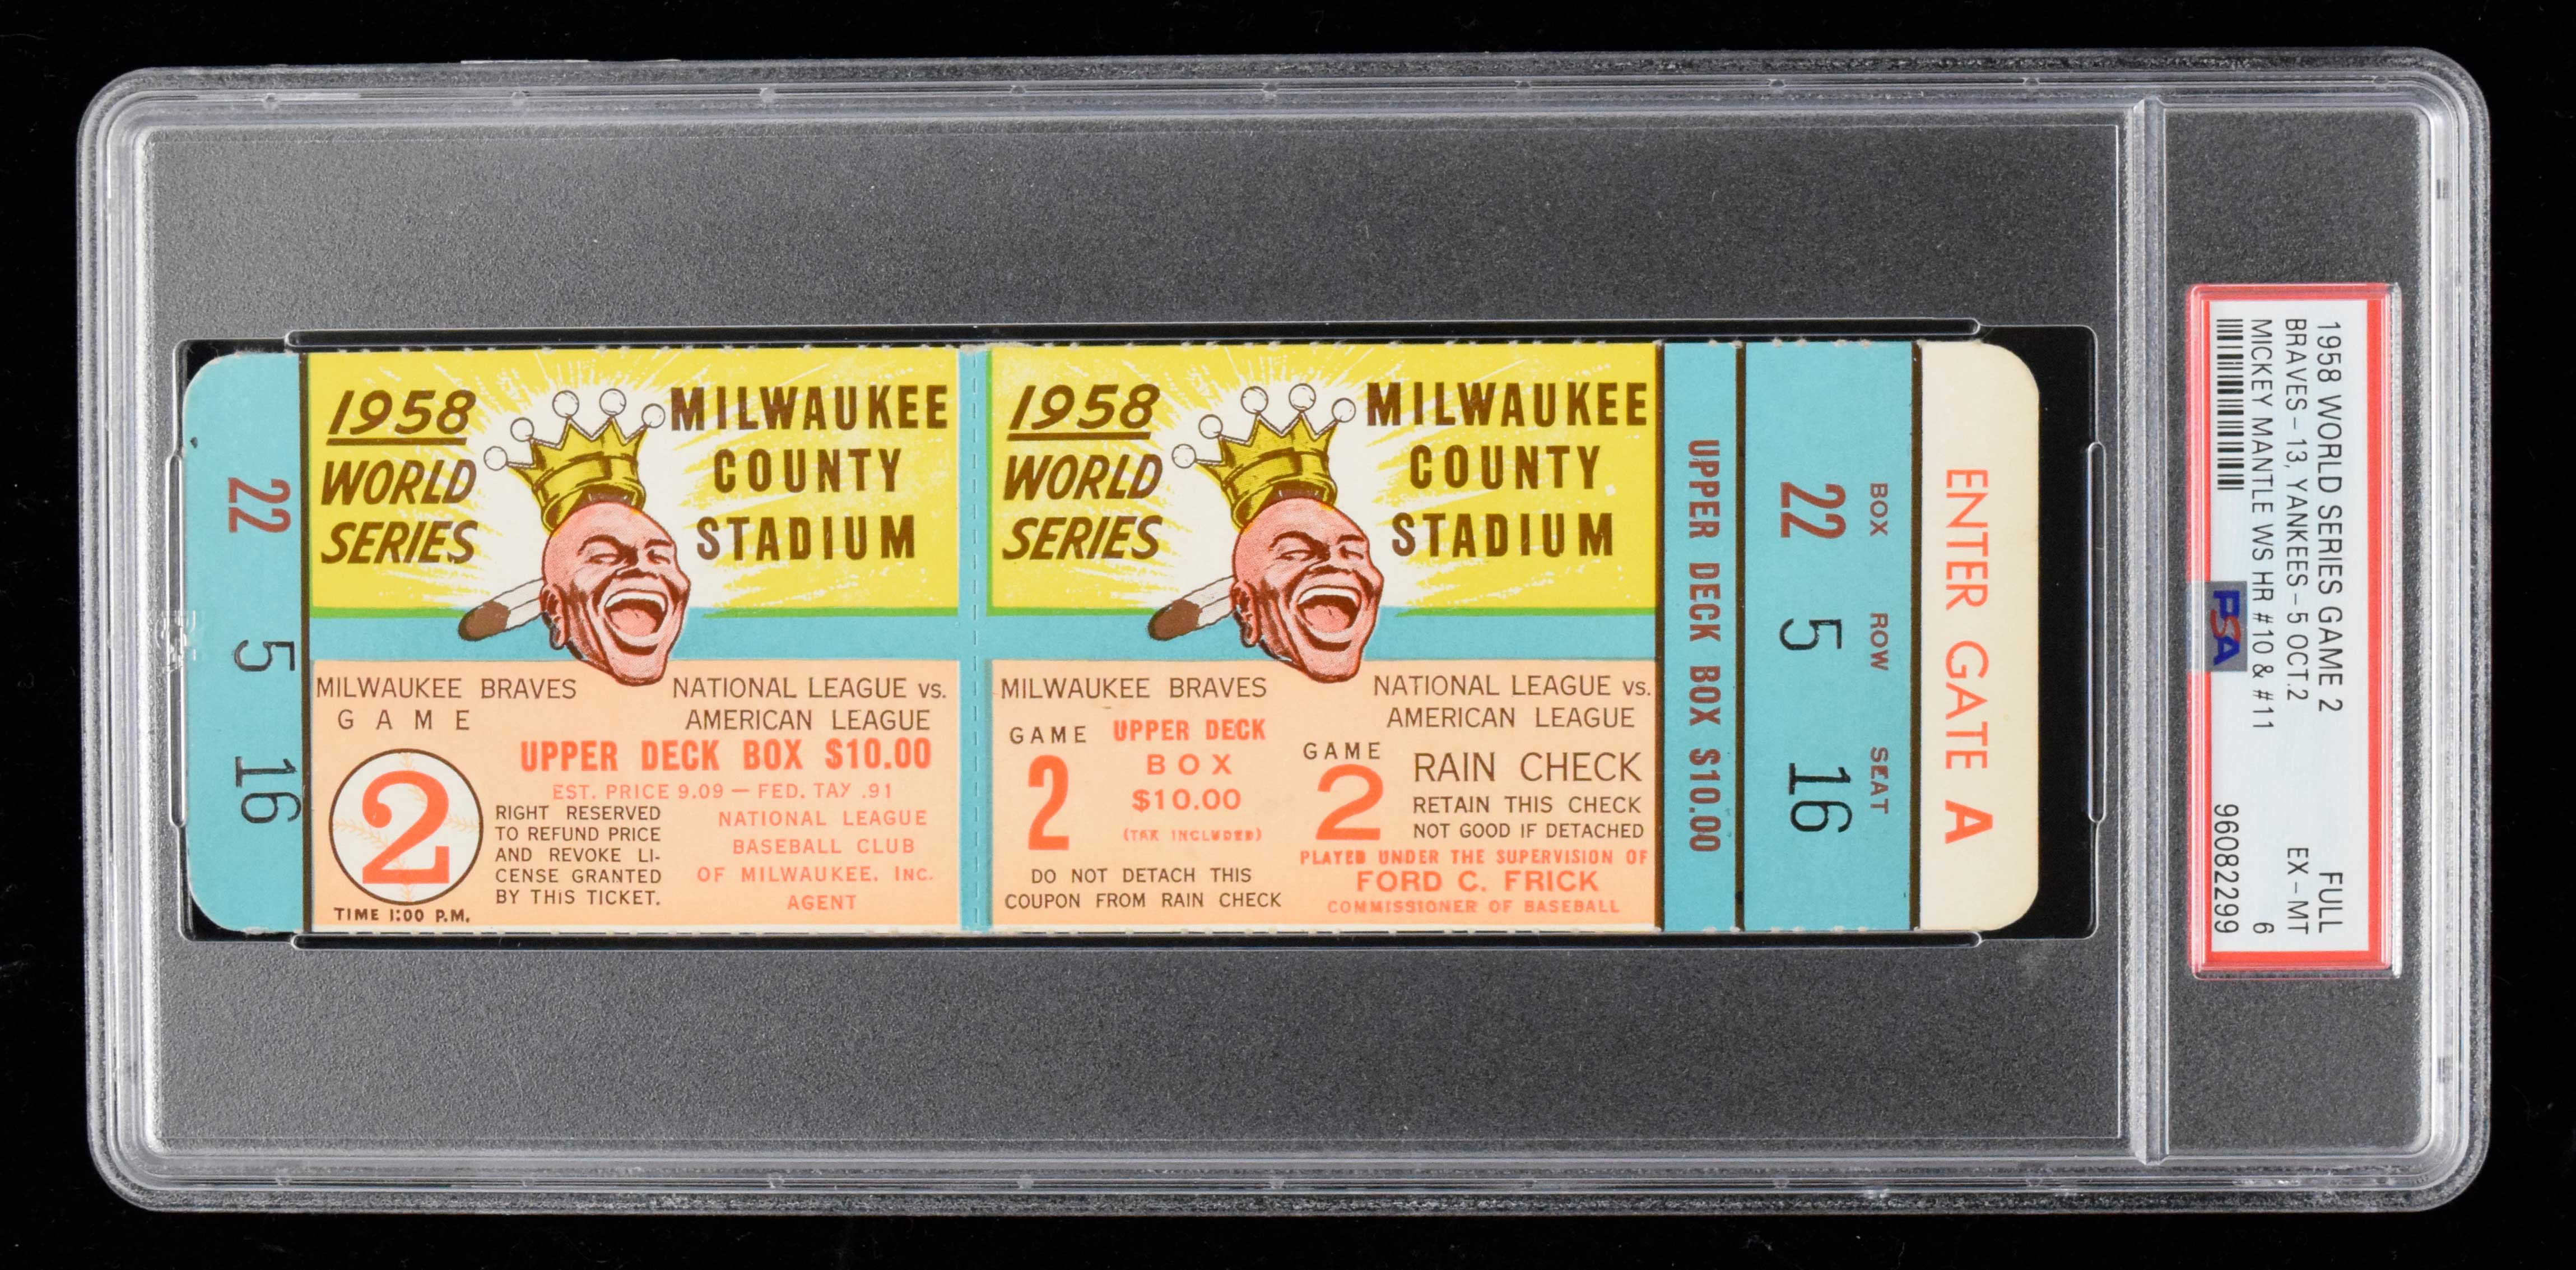 22 5 16
1958
WORLD
SERIES
MILWAUKEE
COUNTY
STADIUM
MILWAUKEE BRAVES
GAME
2
TIME 1:00 P.M.
NATIONAL LEAGUE vs.
AMERICAN LEAGUE
UPPER DECK BOX $10.00
EST. PRICE 9.09 — FED. TAY .91
RIGHT RESERVED
TO REFUND PRICE
AND REVOKE LI-
CENSE GRANTED
BY THIS TICKET.
NATIONAL LEAGUE
BASEBALL CLUB
OF MILWAUKEE, INC.
AGENT
1958
WORLD
SERIES
MILWAUKEE
COUNTY
STADIUM
MILWAUKEE BRAVES
NATIONAL LEAGUE vs.
AMERICAN LEAGUE
GAME
2
UPPER DECK
BOX
$10.00
(TAX INCLUDED)
DO NOT DETACH THIS
COUPON FROM RAIN CHECK
GAME
2
RAIN CHECK
RETAIN THIS CHECK
NOT GOOD IF DETACHED
PLAYED UNDER THE SUPERVISION OF
FORD C. FRICK
COMMISSIONER OF BASEBALL
UPPER DECK BOX $10.00
BOX ROW SEAT
22 5 16
ENTER GATE A
1958 WORLD SERIES GAME 2 FULL
BRAVES-13, YANKEES-5 OCT.2 EX-MT
MICKEY MANTLE WS HR #10 & #11 6
PSA 96082299